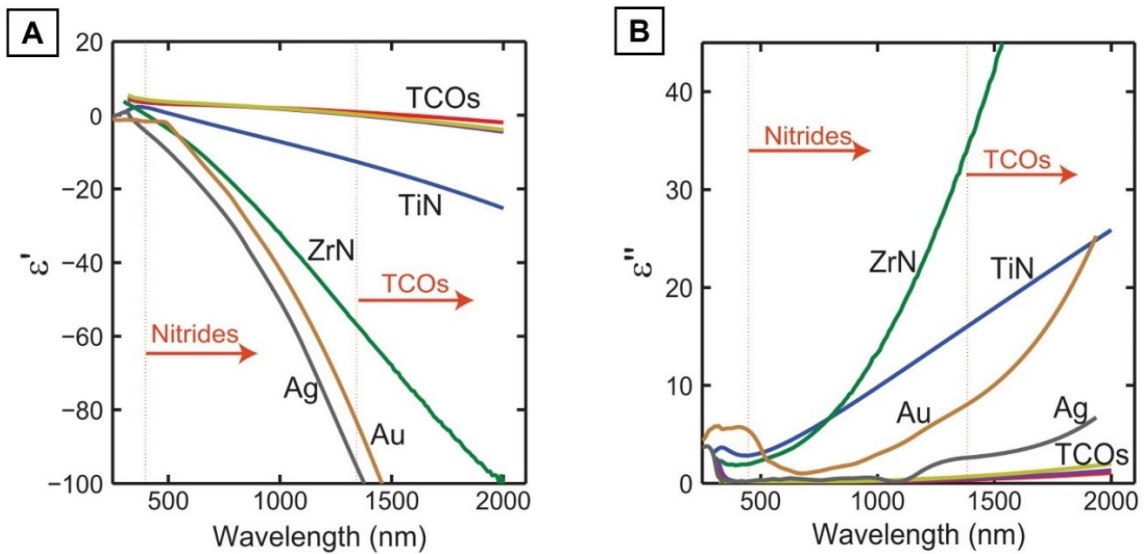 A
20
0
−20
−40
−60
−80
−100
ε'
TCOs
TiN
ZrN
TCOs
Nitrides
Ag
Au
500
1000
1500
2000
Wavelength (nm)
B
40
30
20
10
0
ε"
Nitrides
TCOs
ZrN
TiN
Au
Ag
TCOs
500
1000
1500
2000
Wavelength (nm)